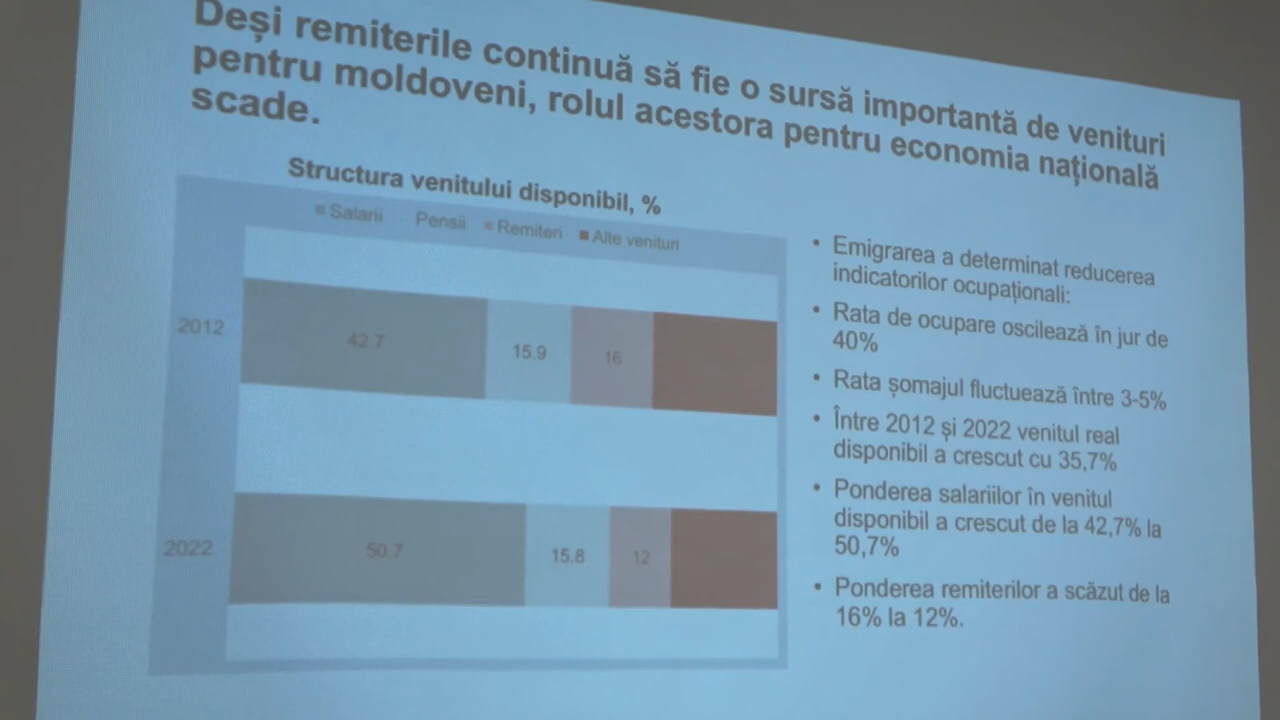 Deși remiterile continuă să fie o sursă importantă de venituri
pentru moldoveni, rolul acestora pentru economia națională
scade.
Structura venitului disponibil, %
Salarii Pensii Remiteri Alte venituri
2012
42.7
15.9
16
2022
50.7
15.8
12
• Emigrarea a determinat reducerea
indicatorilor ocupaționali:
• Rata de ocupare oscilează în jur de
40%
• Rata șomajul fluctuează între 3-5%
• Între 2012 și 2022 venitul real
disponibil a crescut cu 35,7%
• Ponderea salariilor în venitul
disponibil a crescut de la 42,7% la
50,7%
• Ponderea remiterilor a scăzut de la
16% la 12%.